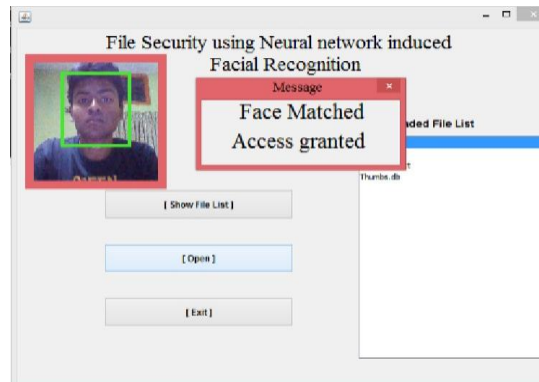 File Security using Neural network induced
Facial Recognition
Message
Face Matched
Access granted
File List
Thumbs.db
[ Show File List ]
[ Open ]
[ Exit ]